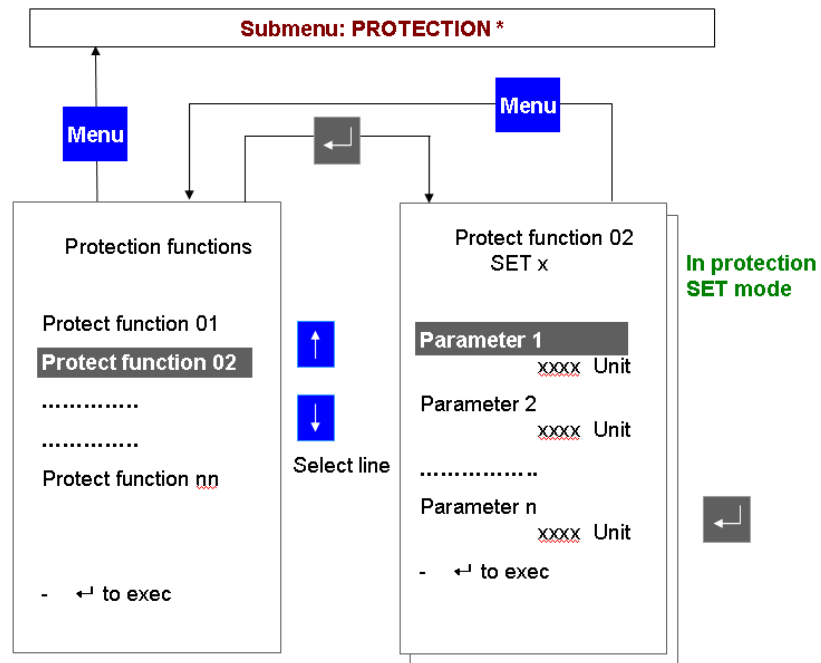 Submenu: PROTECTION *
Menu
Menu
Protection functions
Protect function 01
Protect function 02
..............
..............
Protect function nn
- ↵ to exec
Select line
Protect function 02
SET x
Parameter 1
xxxx Unit
Parameter 2
xxxx Unit
.................
Parameter n
xxxx Unit
- ↵ to exec
In protection
SET mode